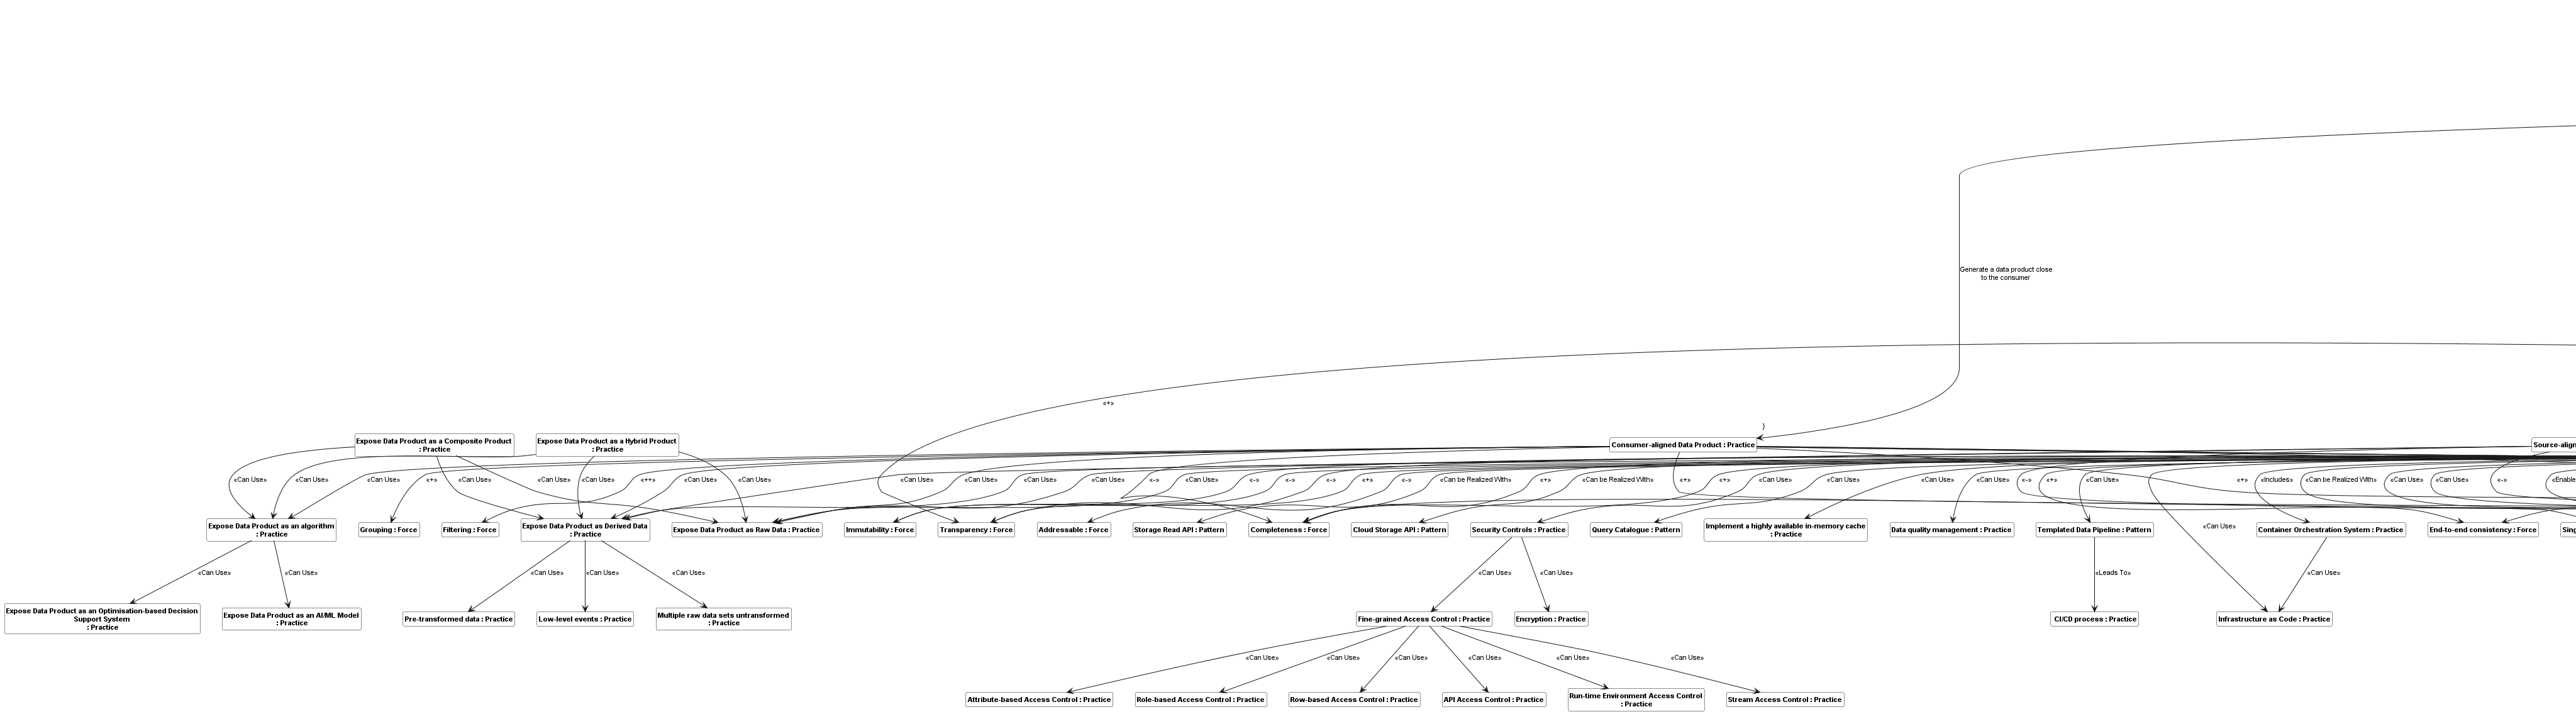 Generate a data product close
to the consumer
«+»
}
Expose Data Product as a Composite Product
: Practice
Expose Data Product as a Hybrid Product
: Practice
Consumer-aligned Data Product : Practice
Source-align
«Can Use»
«Can Use»
«Can Use»
«+»
«Can Use»
«Can Use»
«Can Use»
«++»
«Can Use»
«Can Use»
«Can Use»
«Can Use»
«Can Use»
«Can Use»
«-»
«Can Use»
«-»
«-»
«-»
«+»
«-»
«Can be Realized With»
«+»
«Can be Realized With»
«+»
«+»
«Can Use»
«Can Use»
«Can Use»
«Can Use»
«-»
«+»
«Can Use»
«+»
«Includes»
«Can be Realized With»
«Can Use»
«Can Use»
«-»
«Enable
Expose Data Product as an algorithm
: Practice
Grouping : Force
Filtering : Force
Expose Data Product as Derived Data
: Practice
Expose Data Product as Raw Data : Practice
Immutability : Force
Transparency : Force
Addressable : Force
Storage Read API : Pattern
Completeness : Force
Cloud Storage API : Pattern
Security Controls : Practice
Query Catalogue : Pattern
Implement a highly available in-memory cache
: Practice
Data quality management : Practice
Templated Data Pipeline : Pattern
«Can Use»
Container Orchestration System : Practice
End-to-end consistency : Force
Sing
«Can Use»
«Can Use»
«Can Use»
«Can Use»
«Can Use»
«Can Use»
«Can Use»
«Leads To»
«Can Use»
Expose Data Product as an Optimisation-based Decision
Support System
: Practice
Expose Data Product as an AI/ML Model
: Practice
Pre-transformed data : Practice
Low-level events : Practice
Multiple raw data sets untransformed
: Practice
Fine-grained Access Control : Practice
Encryption : Practice
CI/CD process : Practice
Infrastructure as Code : Practice
«Can Use»
«Can Use»
«Can Use»
«Can Use»
«Can Use»
«Can Use»
Attribute-based Access Control : Practice
Role-based Access Control : Practice
Row-based Access Control : Practice
API Access Control : Practice
Run-time Environment Access Control
: Practice
Stream Access Control : Practice